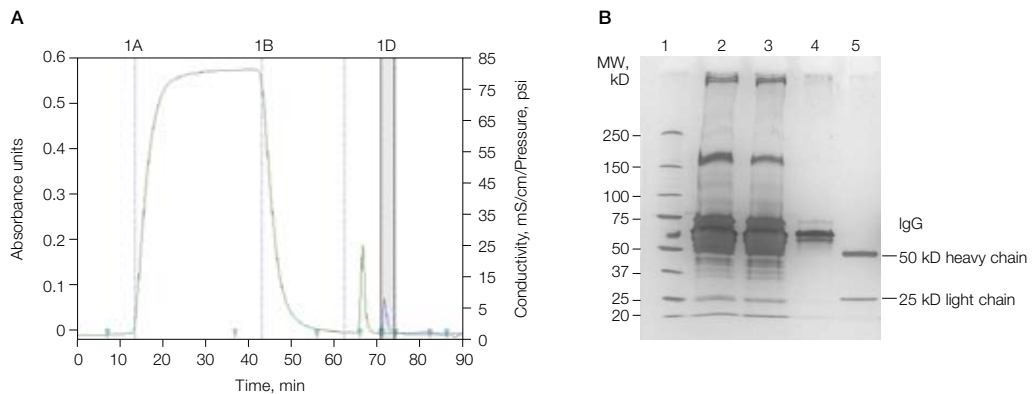 A
1A 1B 1D
0.6
0.5
0.4
0.3
0.2
0.1
0
85
75
65
55
45
35
25
15
5
0
0 10 20 30 40 50 60 70 80 90
Absorbance units
Conductivity, mS/cm/Pressure, psi
Time, min
B
1 2 3 4 5
MW,
kD
250
150
100
75
50
37
25
20
IgG
50 kD heavy chain
25 kD light chain